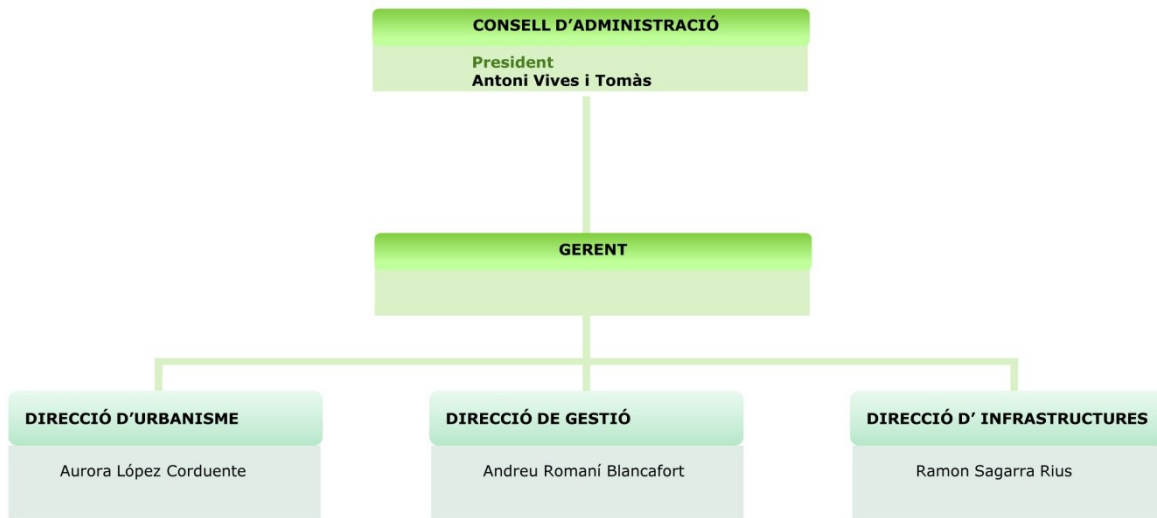 CONSELL D’ADMINISTRACIÓ
President
Antoni Vives i Tomàs
GERENT
DIRECCIÓ D’URBANISME
Aurora López Corduente
DIRECCIÓ DE GESTIÓ
Andreu Romaní Blancafort
DIRECCIÓ D’ INFRASTRUCTURES
Ramon Sagarra Rius